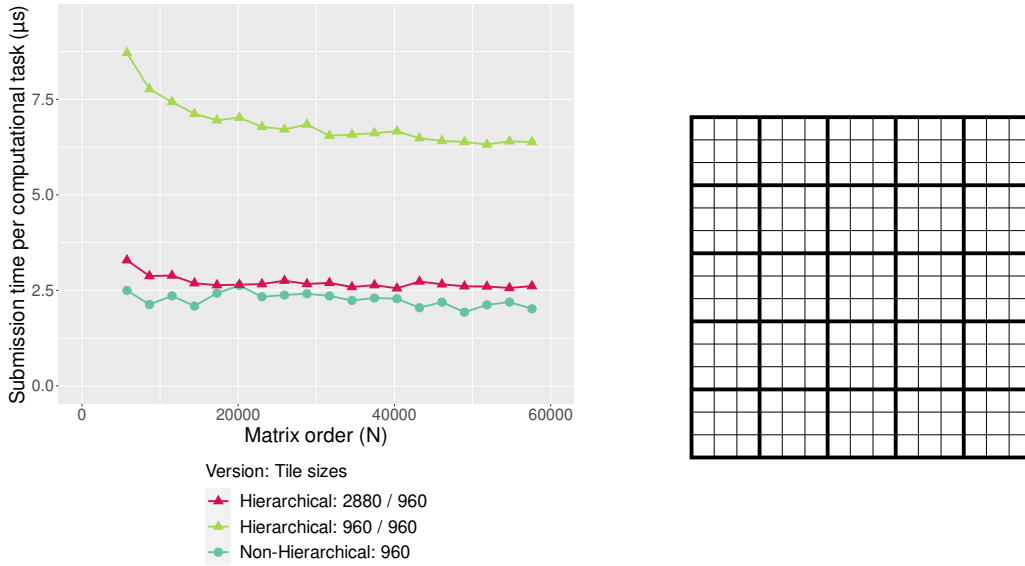 Submission time per computational task (µs)
7.5
5.0
2.5
0.0
0
20000
40000
60000
Matrix order (N)
Version: Tile sizes
Hierarchical: 2880 / 960
Hierarchical: 960 / 960
Non-Hierarchical: 960